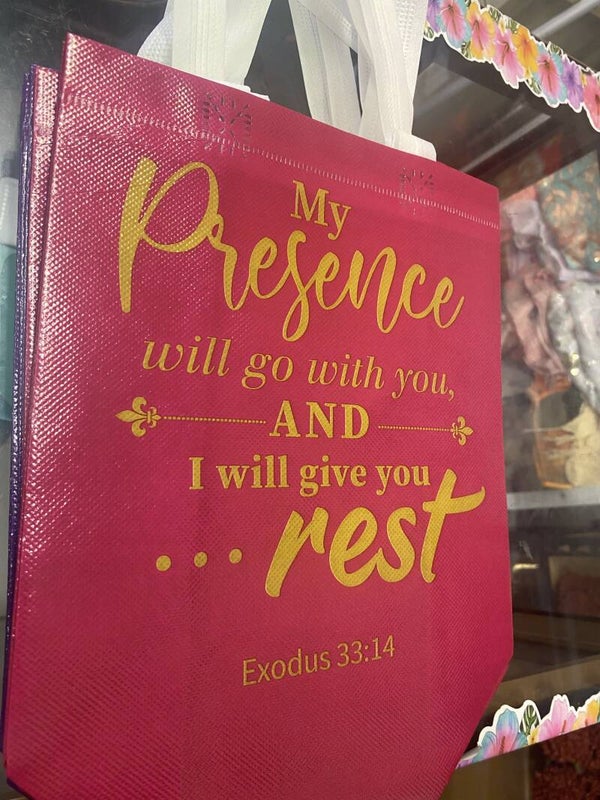 My
Presence
will go with you,
AND
I will give you
... rest
Exodus 33:14